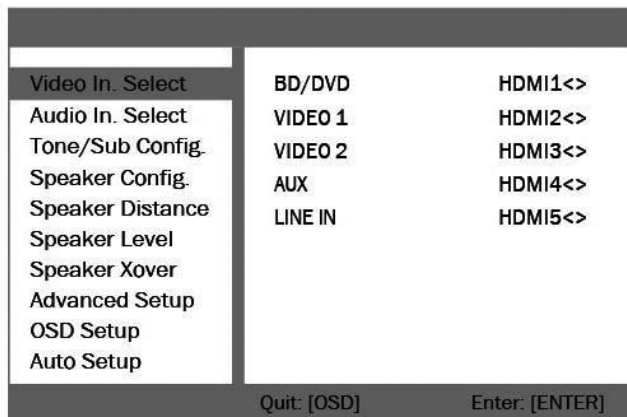 Video In. Select
Audio In. Select
Tone/Sub Config.
Speaker Config.
Speaker Distance
Speaker Level
Speaker Xover
Advanced Setup
OSD Setup
Auto Setup
BD/DVD HDMI1<>
VIDEO 1 HDMI2<>
VIDEO 2 HDMI3<>
AUX HDMI4<>
LINE IN HDMI5<>
Quit: [OSD] Enter: [ENTER]